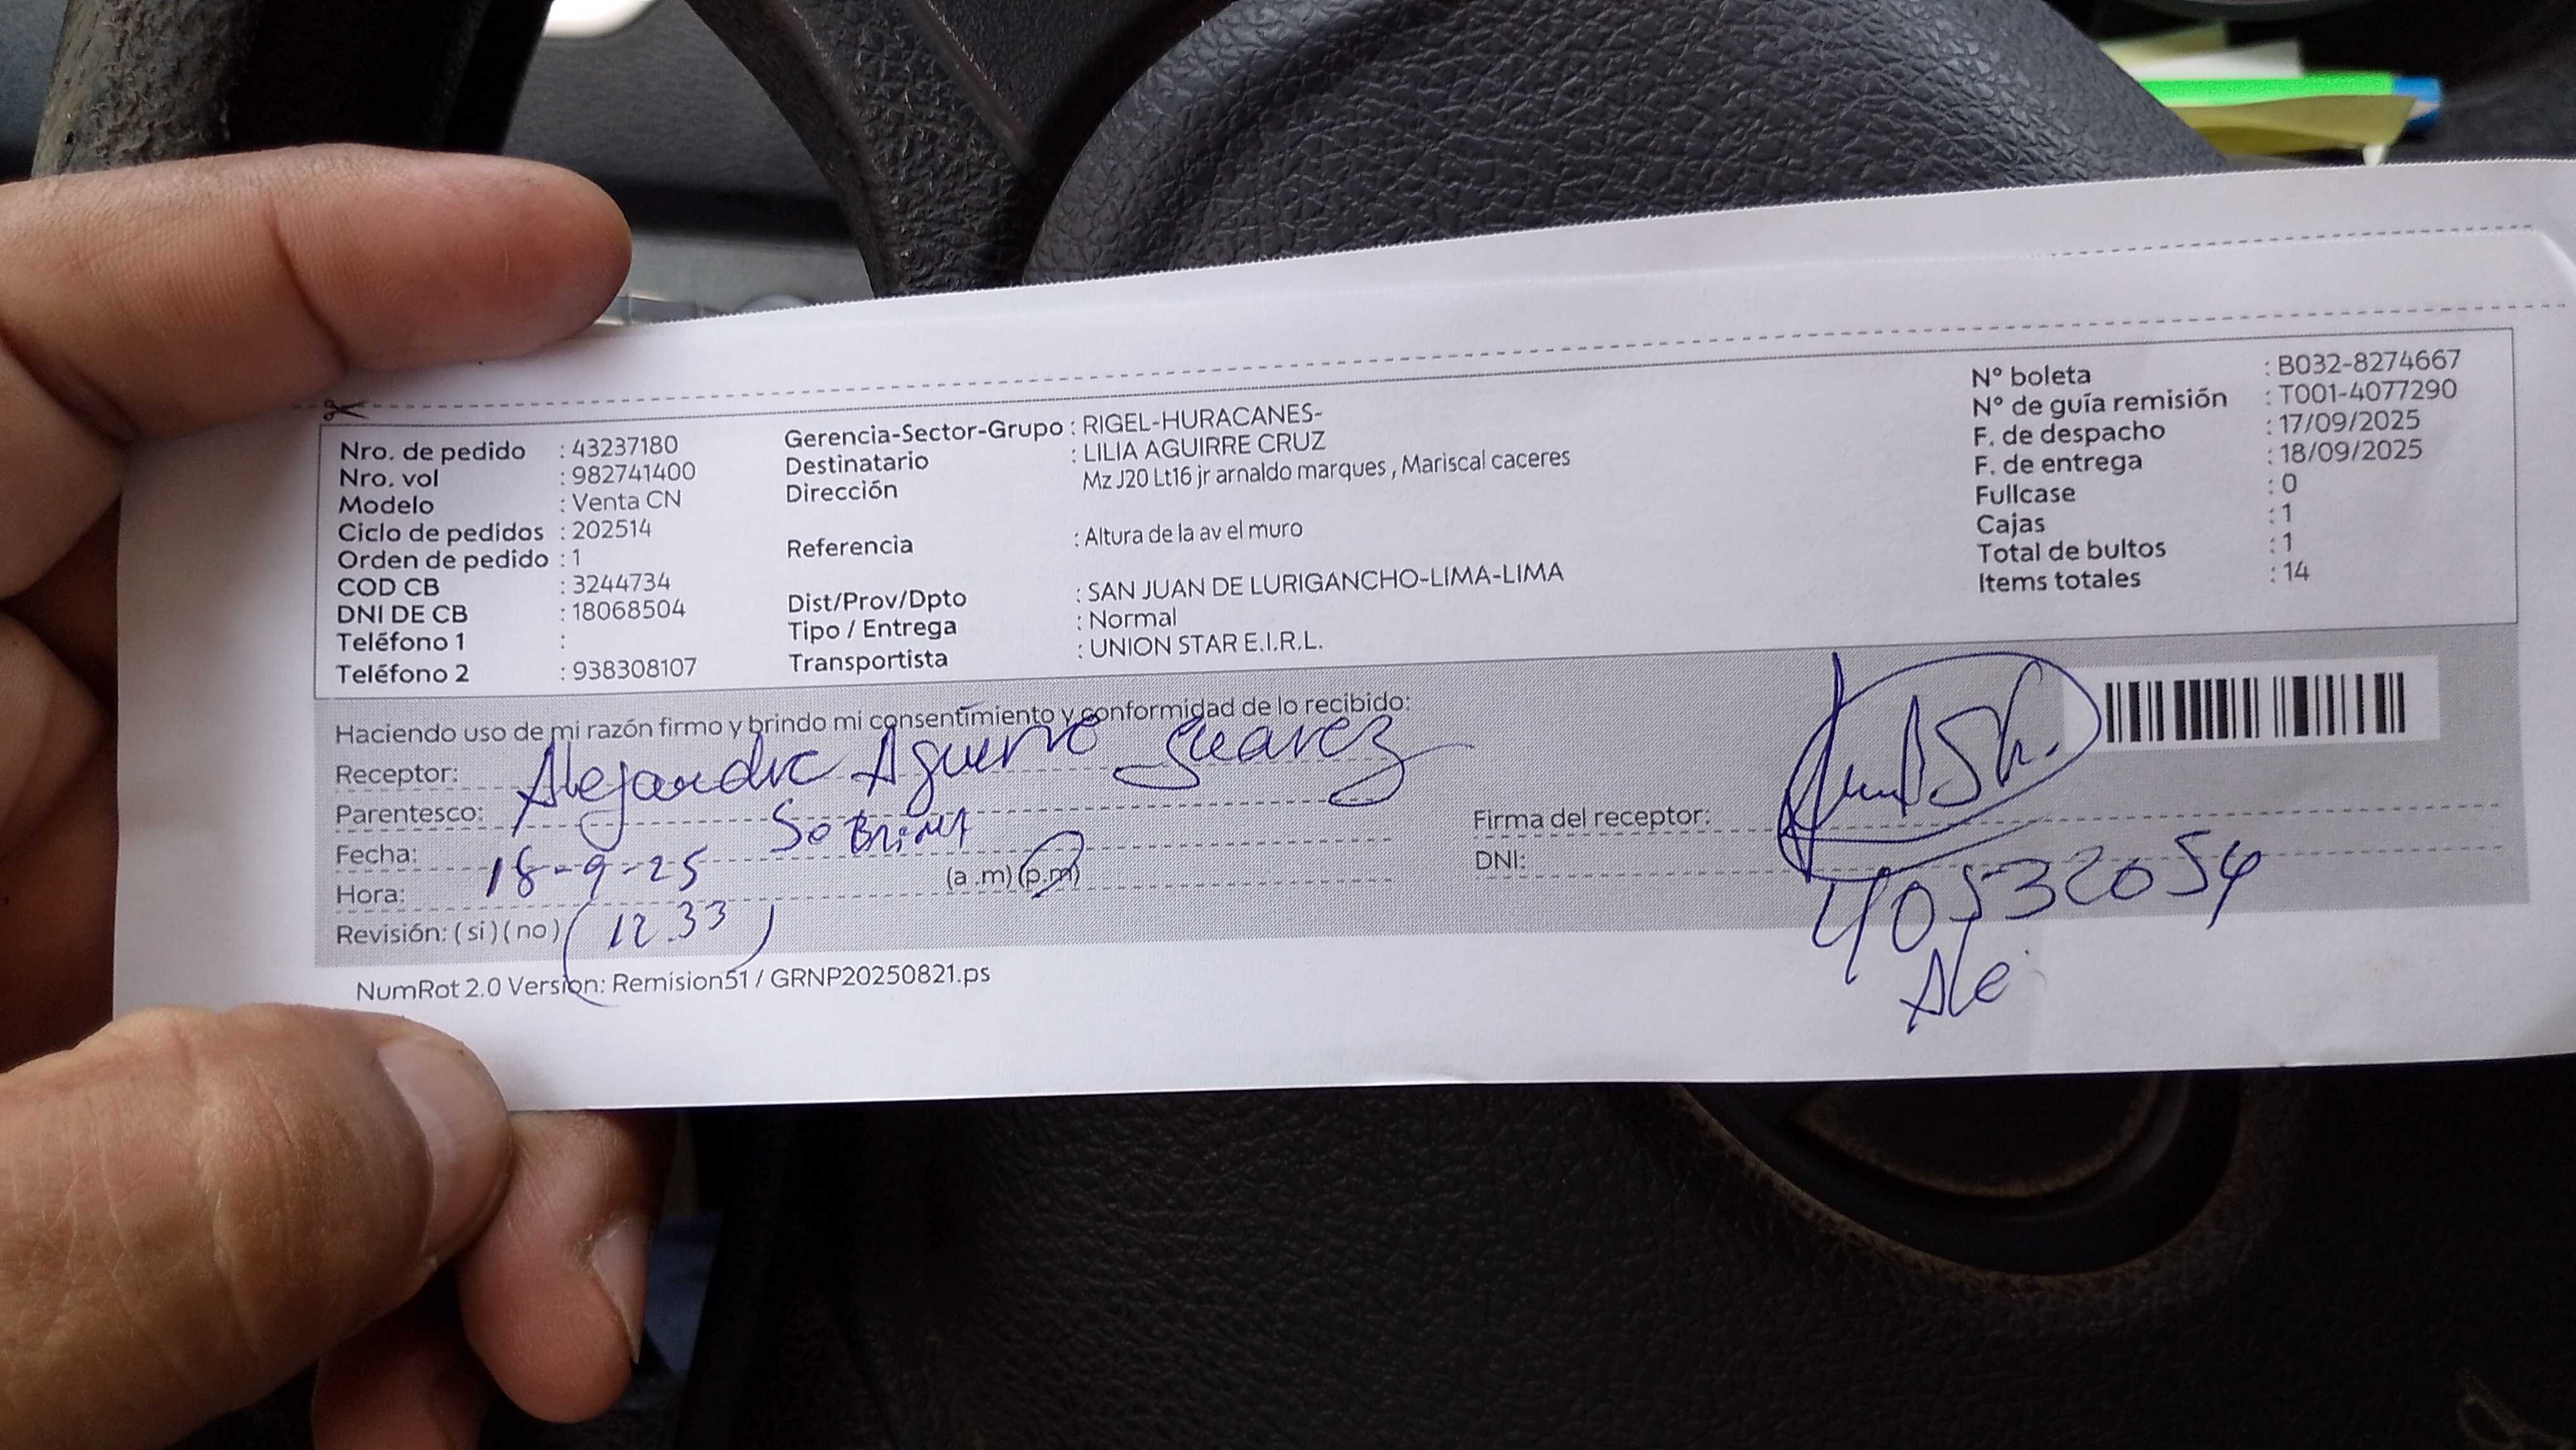 Nro. de pedido : 43237180
Nro. vol : 982741400
Modelo : Venta CN
Ciclo de pedidos : 202514
Orden de pedido : 1
COD CB : 3244734
DNI DE CB : 18068504
Teléfono 1 :
Teléfono 2 : 938308107
Gerencia-Sector-Grupo : RIGEL-HURACANES-
Destinatario : LILIA AGUIRRE CRUZ
Dirección Mz J20 Lt16 jr arnaldo marques , Mariscal caceres
Referencia : Altura de la av el muro
Dist/Prov/Dpto : SAN JUAN DE LURIGANCHO-LIMA-LIMA
Tipo / Entrega : Normal
Transportista : UNION STAR E.I.R.L.
N° boleta : B032-8274667
N° de guía remisión : T001-4077290
F. de despacho : 17/09/2025
F. de entrega : 18/09/2025
Fullcase : 0
Cajas : 1
Total de bultos : 1
Items totales : 14
Haciendo uso de mi razón firmo y brindo mi consentimiento y conformidad de lo recibido:
Receptor: Suarez
Parentesco: SoBRiNA
Fecha: 18-9-25
Hora: (a .m) (p.m)
Revisión: ( si ) ( no ) (12.33)
Firma del receptor:
DNI: 40532054
Ale
NumRot 2.0 Version: Remision51 / GRNP20250821.ps